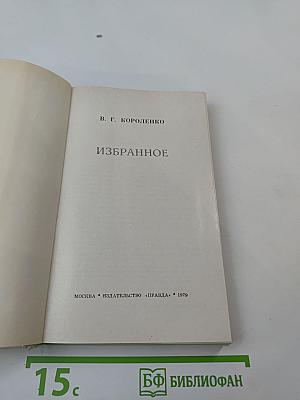 В. Г. КОРОЛЕНКО
ИЗБРАННОЕ
МОСКВА • ИЗДАТЕЛЬСТВО «ПРАВДА» • 1979
15с
БФ БИБЛИОФАН